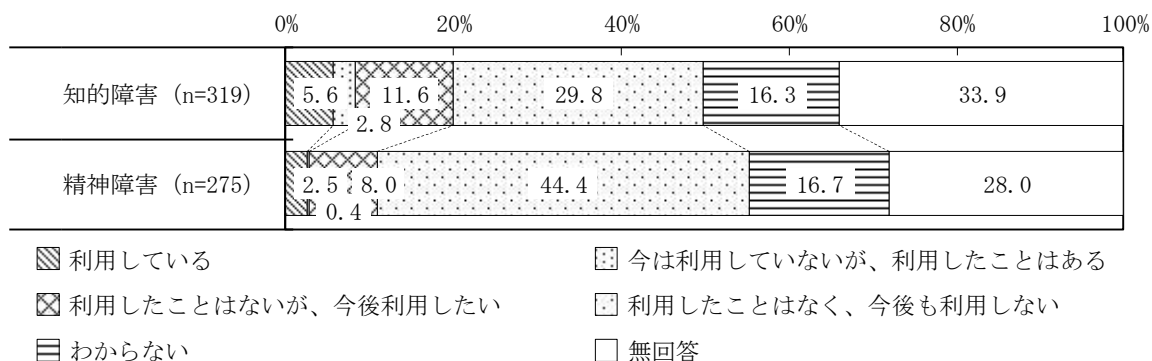 0% 20% 40% 60% 80% 100%
知的障害 (n=319) 5.6 2.8 11.6 29.8 16.3 33.9
精神障害 (n=275) 2.5 0.4 8.0 44.4 16.7 28.0
利用している 今は利用していないが、利用したことはある
利用したことはないが、今後利用したい 利用したことはなく、今後も利用しない
わからない 無回答